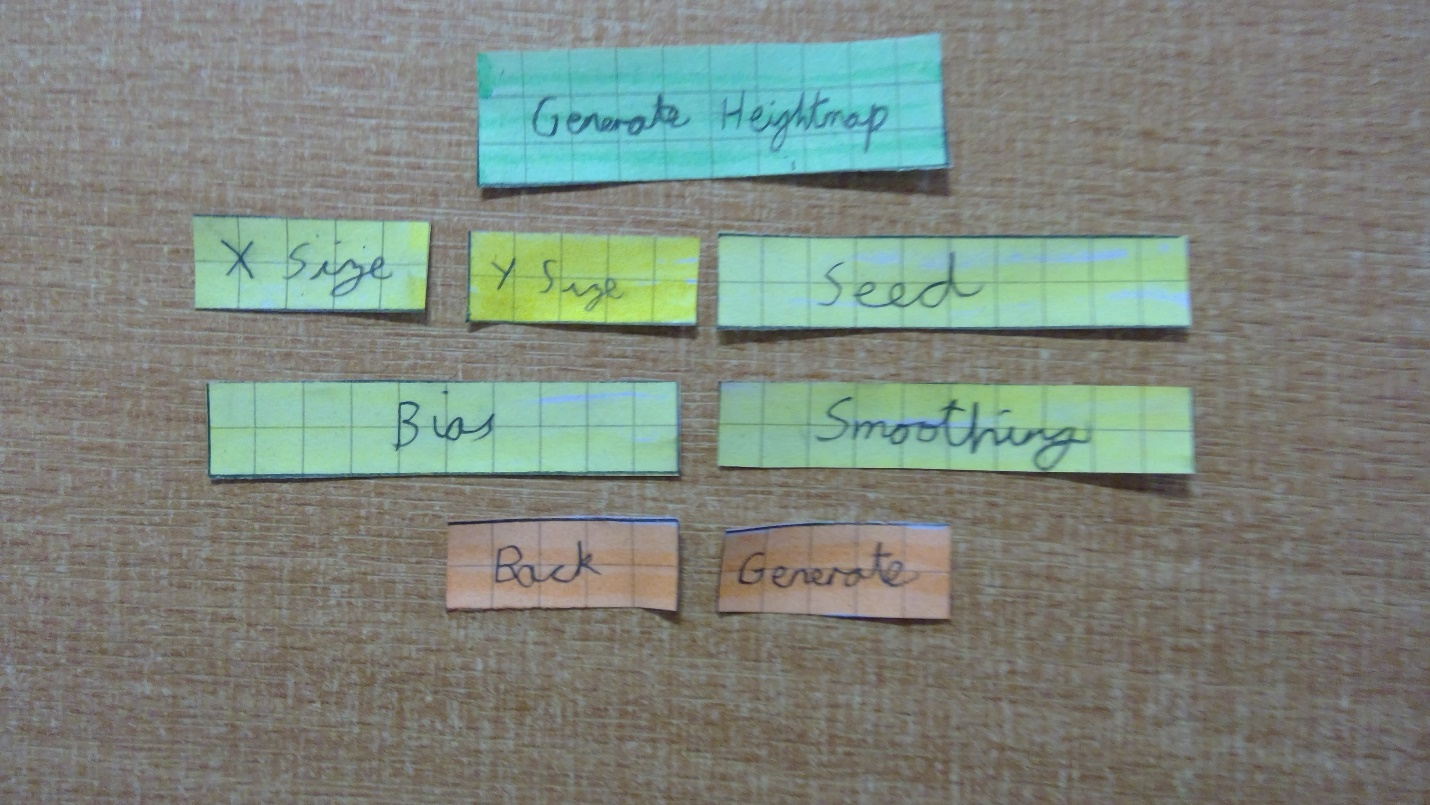 Generate Heightmap
X Size Y Size Seed
Bias Smoothing
Back Generate